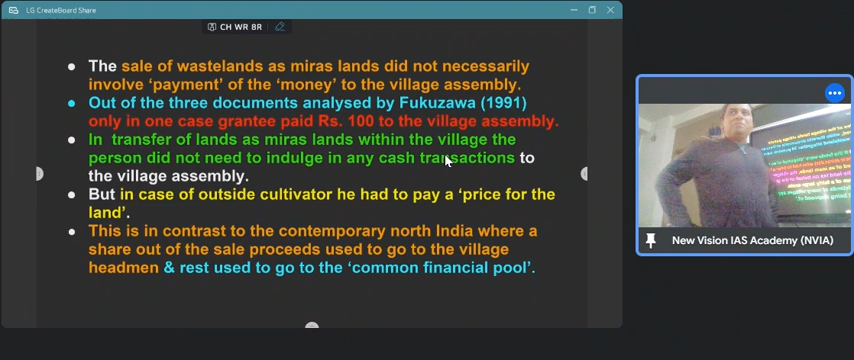 LG CreateBoard Share
CH WR 8R
● The sale of wastelands as miras lands did not necessarily
involve ‘payment’ of the ‘money’ to the village assembly.
● Out of the three documents analysed by Fukuzawa (1991)
only in one case grantee paid Rs. 100 to the village assembly.
● In transfer of lands as miras lands within the village the
person did not need to indulge in any cash transactions to
the village assembly.
● But in case of outside cultivator he had to pay a ‘price for the
land’.
● This is in contrast to the contemporary north India where a
share out of the sale proceeds used to go to the village
headmen & rest used to go to the ‘common financial pool’.
New Vision IAS Academy (NVIA)